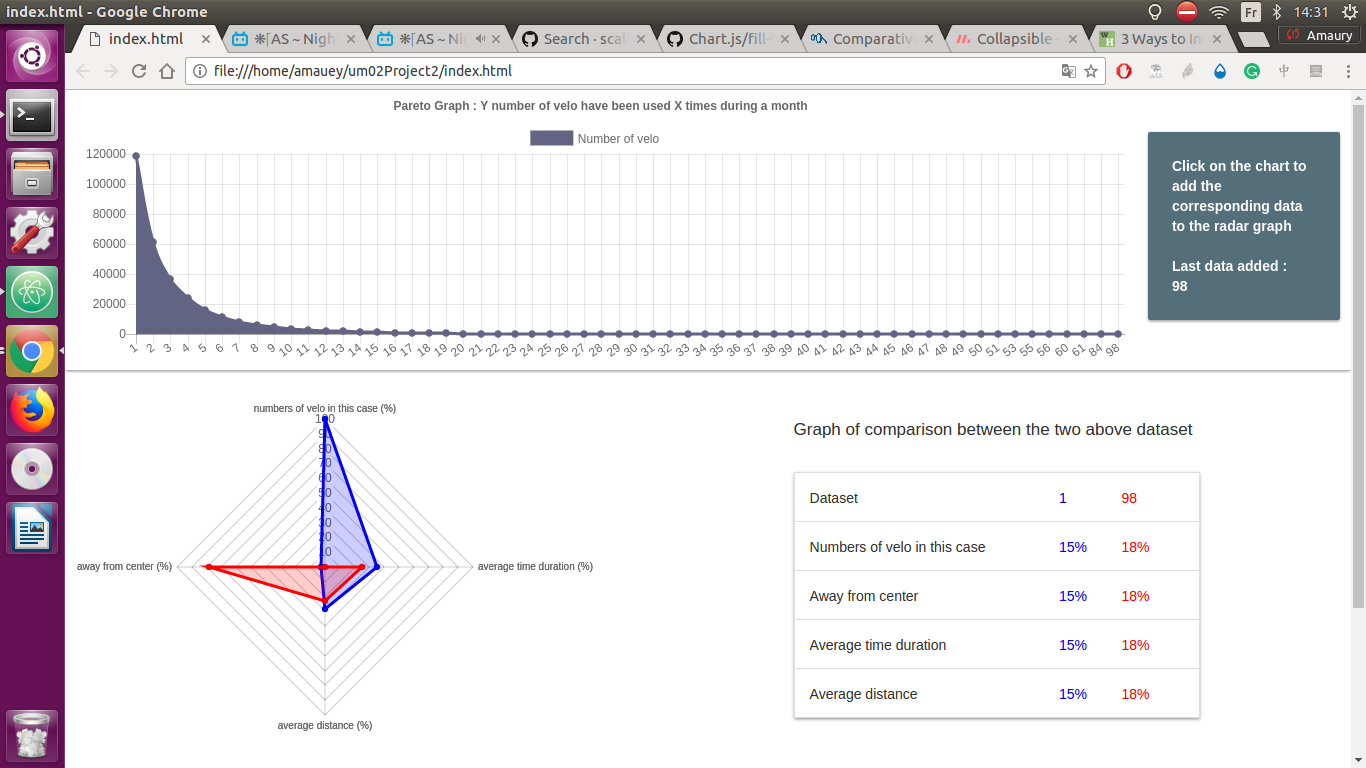 index.html - Google Chrome
Fr
14:31
index.html
※[AS ~ Nigh
※[AS ~ Ni
Search · scal
Chart.js/fill-
Comparativ
Collapsible
3 Ways to In
Amaury
file:///home/amauey/um02Project2/index.html
Pareto Graph : Y number of velo have been used X times during a month
Number of velo
120000
100000
80000
60000
40000
20000
0
1 2 3 4 5 6 7 8 9 10 11 12 13 14 15 16 17 18 19 20 21 22 23 24 25 26 27 28 29 30 31 32 33 34 35 36 37 38 39 40 41 42 43 44 45 46 47 48 49 50 51 53 55 56 60 61 84 98
Click on the chart to
add the
corresponding data
to the radar graph
Last data added :
98
numbers of velo in this case (%)
100
90
80
70
60
50
40
30
20
10
away from center (%)
average time duration (%)
average distance (%)
Graph of comparison between the two above dataset
Dataset 1 98
Numbers of velo in this case 15% 18%
Away from center 15% 18%
Average time duration 15% 18%
Average distance 15% 18%